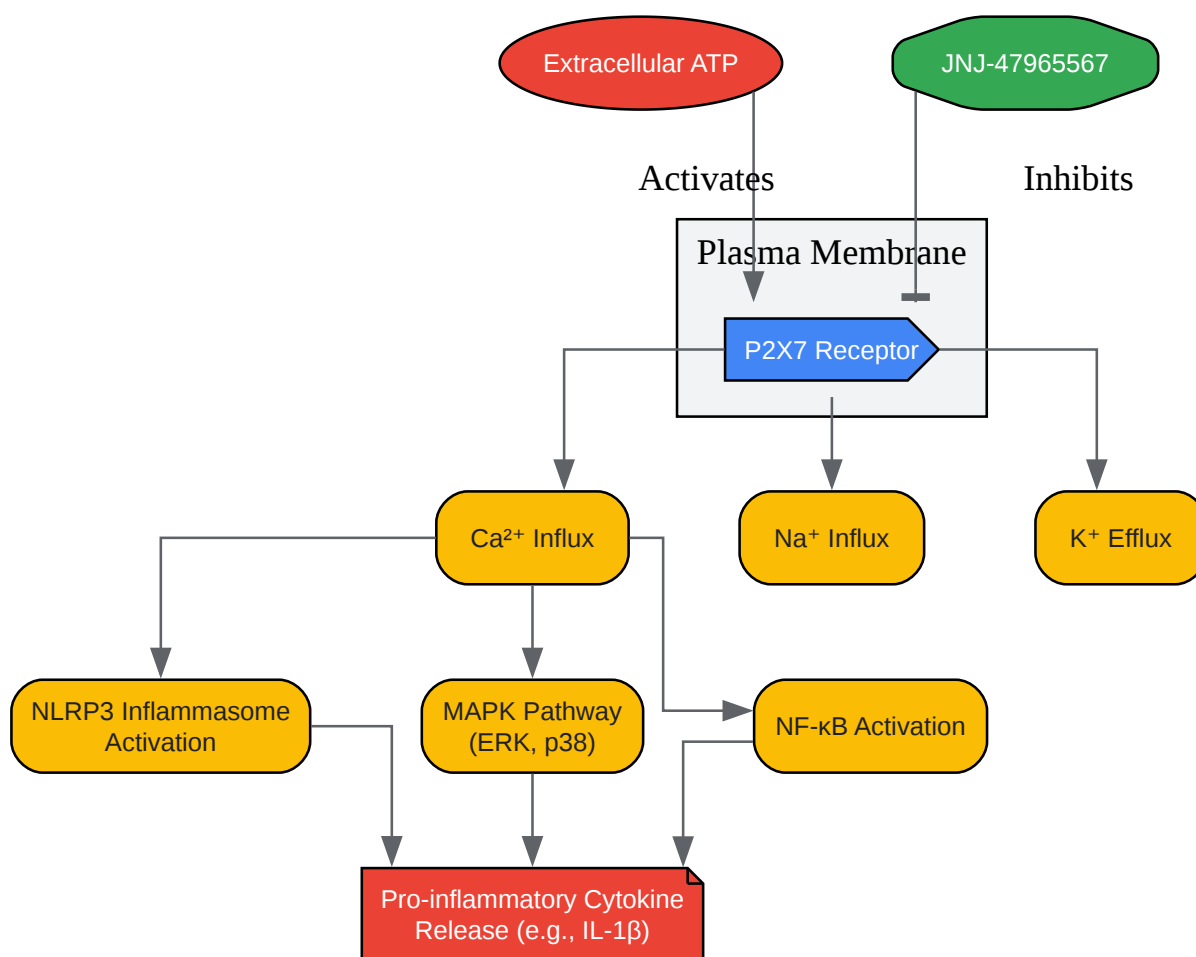 Extracellular ATP
JNJ-47965567
Activates
Inhibits
Plasma Membrane
P2X7 Receptor
Ca²⁺ Influx
Na⁺ Influx
K⁺ Efflux
NLRP3 Inflammasome
Activation
MAPK Pathway
(ERK, p38)
NF-κB Activation
Pro-inflammatory Cytokine
Release (e.g., IL-1β)